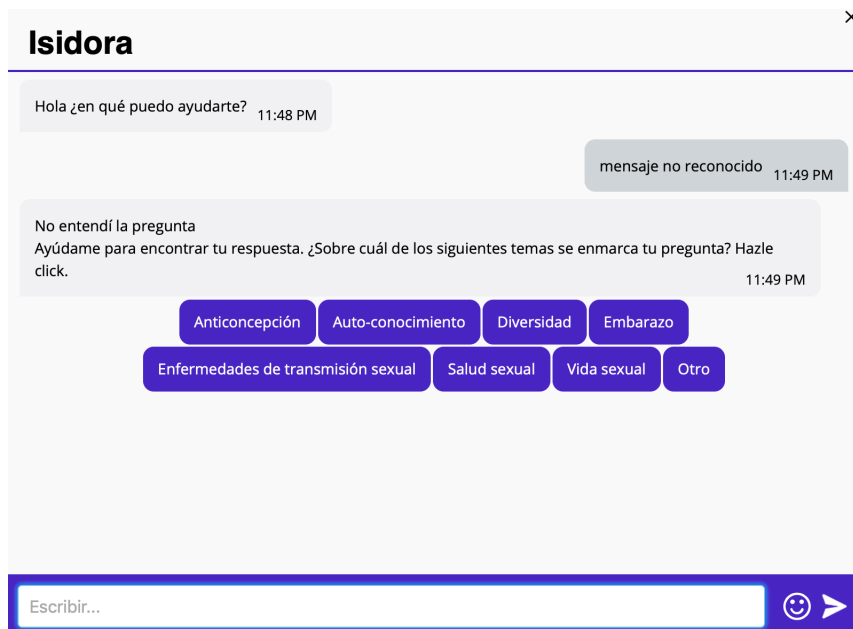 Isidora
Hola ¿en qué puedo ayudarte? 11:48 PM
mensaje no reconocido 11:49 PM
No entendí la pregunta
Ayúdame para encontrar tu respuesta. ¿Sobre cuál de los siguientes temas se enmarca tu pregunta? Hazle
click.
11:49 PM
Anticoncepción Auto-conocimiento Diversidad Embarazo
Enfermedades de transmisión sexual Salud sexual Vida sexual Otro
Escribir...